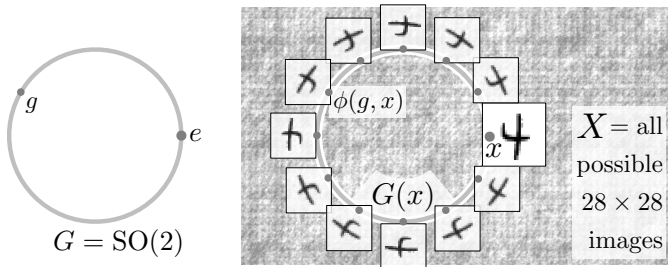 g
e
G = SO(2)
ϕ(g, x)
x
G(x)
X = all
possible
28 × 28
images